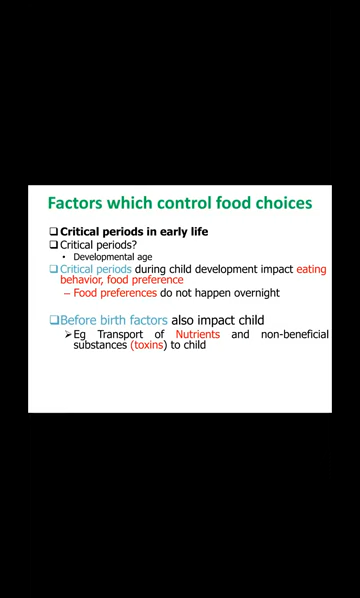 Factors which control food choices
❑Critical periods in early life
❑Critical periods?
• Developmental age
❑Critical periods during child development impact eating
behavior, food preference
– Food preferences do not happen overnight
❑Before birth factors also impact child
➢Eg Transport of Nutrients and non-beneficial
substances (toxins) to child